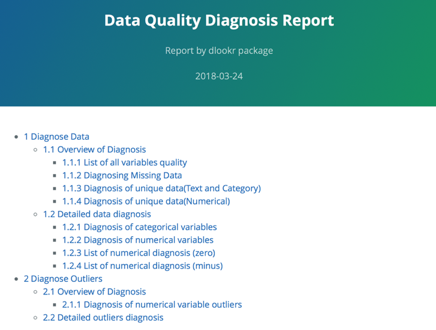 Data Quality Diagnosis Report
Report by dlookr package
2018-03-24
1 Diagnose Data
1.1 Overview of Diagnosis
1.1.1 List of all variables quality
1.1.2 Diagnosing Missing Data
1.1.3 Diagnosis of unique data(Text and Category)
1.1.4 Diagnosis of unique data(Numerical)
1.2 Detailed data diagnosis
1.2.1 Diagnosis of categorical variables
1.2.2 Diagnosis of numerical variables
1.2.3 List of numerical diagnosis (zero)
1.2.4 List of numerical diagnosis (minus)
2 Diagnose Outliers
2.1 Overview of Diagnosis
2.1.1 Diagnosis of numerical variable outliers
2.2 Detailed outliers diagnosis